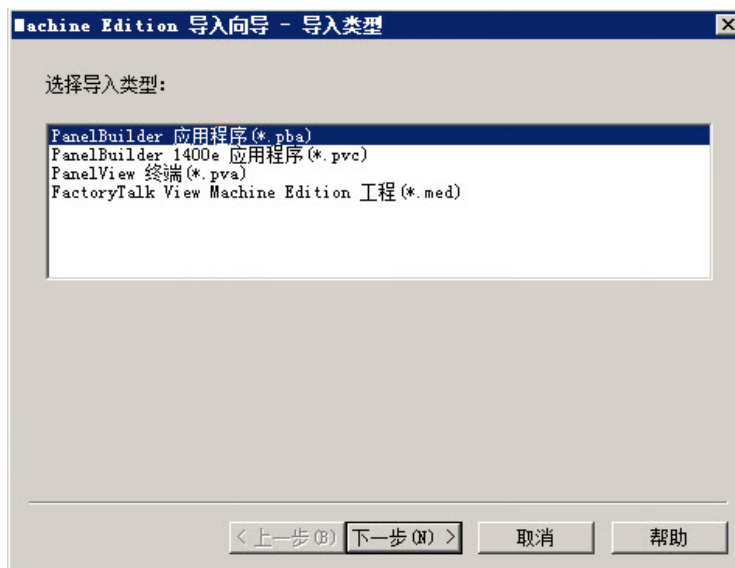 Machine Edition 导入向导 - 导入类型
选择导入类型:
PanelBuilder 应用程序(*.pba)
PanelBuilder 1400e 应用程序(*.pvc)
PanelView 终端(*.pva)
FactoryTalk View Machine Edition 工程(*.med)
< 上一步(B) 下一步(N) > 取消 帮助